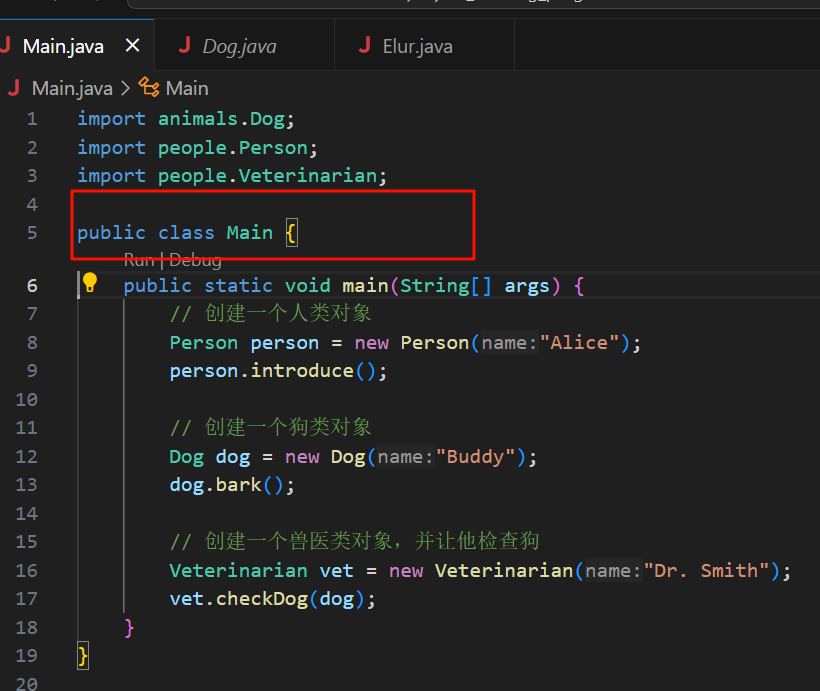 Main.java
Dog.java
Elur.java
Main.java > Main
1 import animals.Dog;
2 import people.Person;
3 import people.Veterinarian;
4
5 public class Main {
Run | Debug
6 public static void main(String[] args) {
7 // 创建一个人类对象
8 Person person = new Person(name:"Alice");
9 person.introduce();
10
11 // 创建一个狗类对象
12 Dog dog = new Dog(name:"Buddy");
13 dog.bark();
14
15 // 创建一个兽医类对象，并让他检查狗
16 Veterinarian vet = new Veterinarian(name:"Dr. Smith");
17 vet.checkDog(dog);
18 }
19 }
20